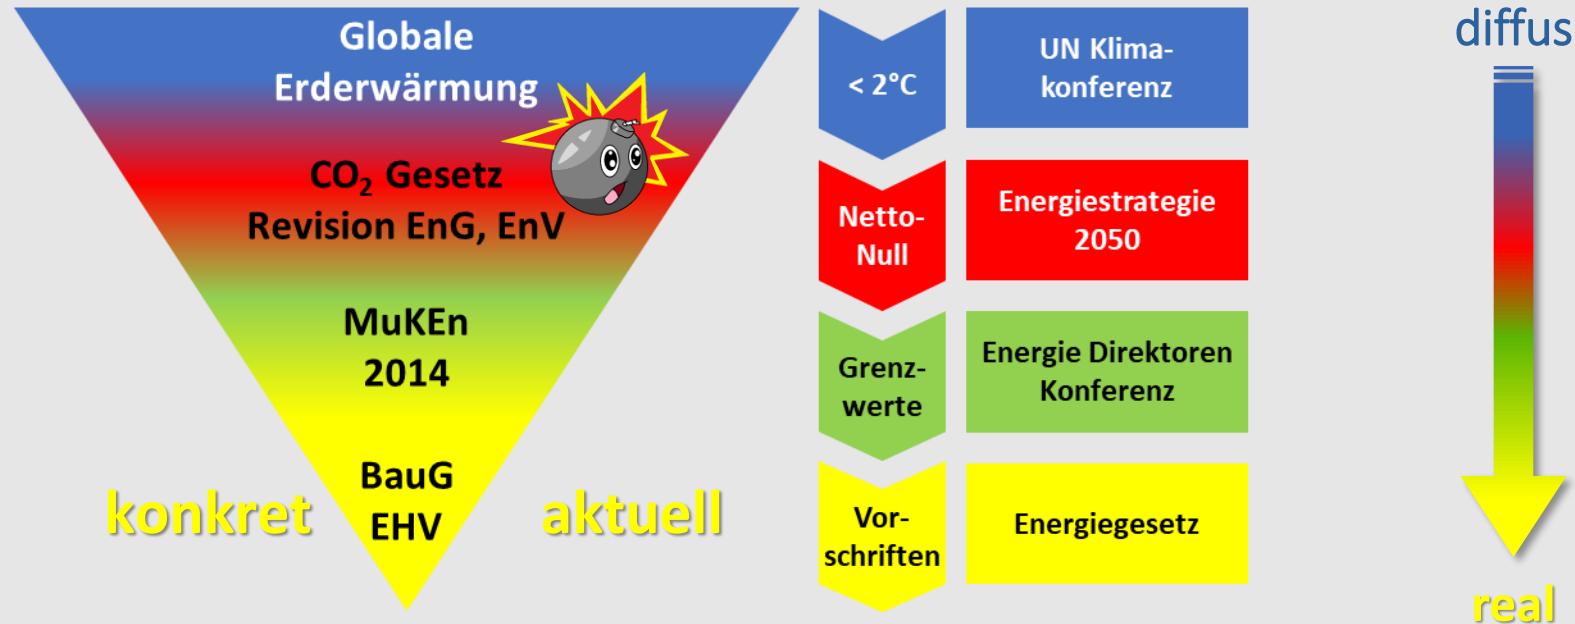 Globale
Erderwärmung
CO₂ Gesetz
Revision EnG, EnV
MuKEn
2014
BauG
EHV
konkret
aktuell
< 2°C
UN Klima-
konferenz
Netto-
Null
Energiestrategie
2050
Grenz-
werte
Energie Direktoren
Konferenz
Vor-
schriften
Energiegesetz
diffus
real